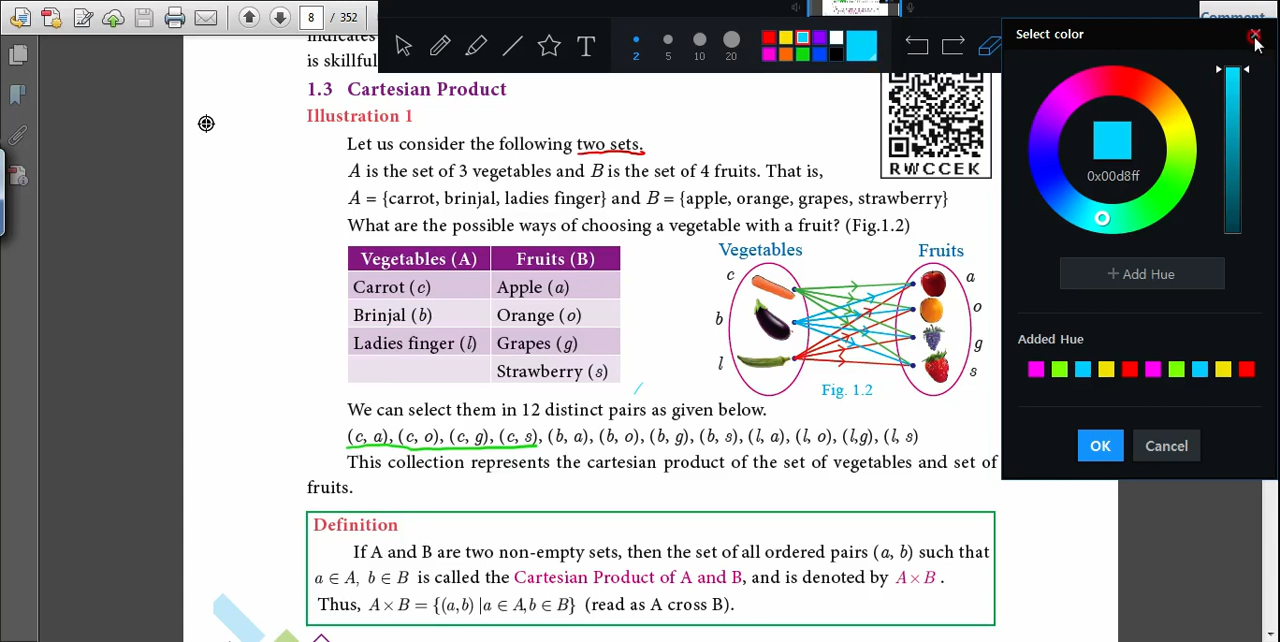 8 / 352
Comment
indicates
is skillful
2 5 10 20
Select color
0x00d8ff
+ Add Hue
Added Hue
OK Cancel
RWCCEK
1.3 Cartesian Product
Illustration 1
Let us consider the following two sets.
A is the set of 3 vegetables and B is the set of 4 fruits. That is,
A = {carrot, brinjal, ladies finger} and B = {apple, orange, grapes, strawberry}
What are the possible ways of choosing a vegetable with a fruit? (Fig.1.2)
Vegetables (A) Fruits (B)
Carrot (c) Apple (a)
Brinjal (b) Orange (o)
Ladies finger (l) Grapes (g)
Strawberry (s)
Vegetables Fruits
c a
b o
g
l s
Fig. 1.2
We can select them in 12 distinct pairs as given below.
(c, a), (c, o), (c, g), (c, s), (b, a), (b, o), (b, g), (b, s), (l, a), (l, o), (l,g), (l, s)
This collection represents the cartesian product of the set of vegetables and set of
fruits.
Definition
If A and B are two non-empty sets, then the set of all ordered pairs (a, b) such that
a ∈ A, b ∈ B is called the Cartesian Product of A and B, and is denoted by A × B .
Thus, A × B = {(a,b) |a ∈ A,b ∈ B} (read as A cross B).